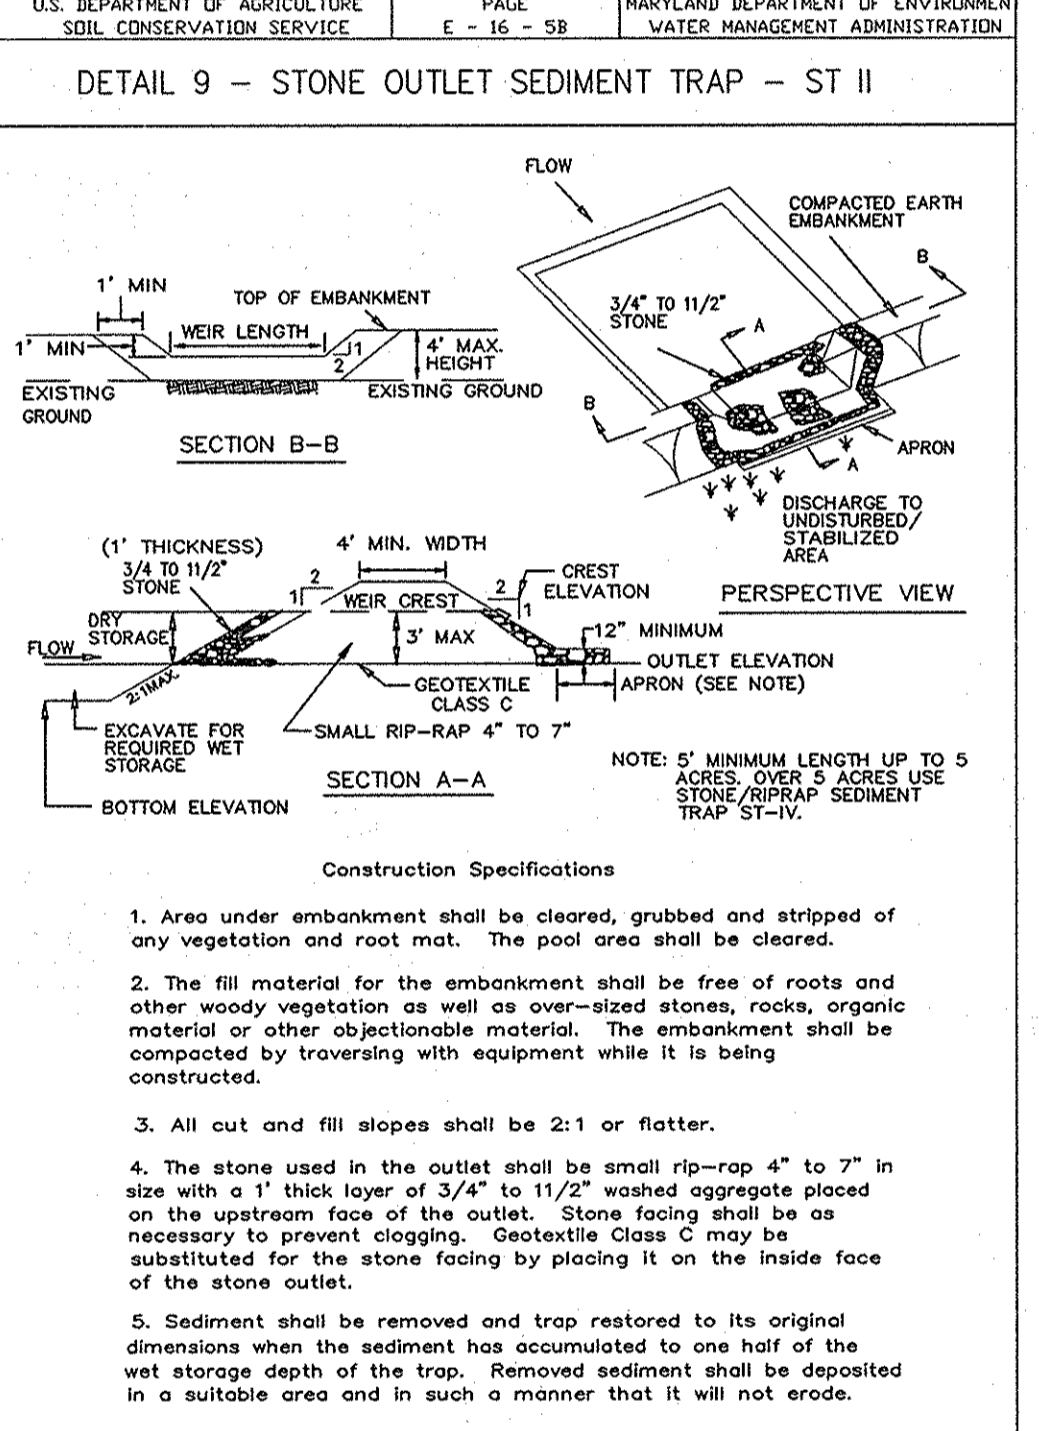 U.S. DEPARTMENT OF AGRICULTURE
SOIL CONSERVATION SERVICE
PAGE
E - 16 - 5B
MARYLAND DEPARTMENT OF ENVIRONMEN
WATER MANAGEMENT ADMINISTRATION
DETAIL 9 - STONE OUTLET SEDIMENT TRAP - ST II
FLOW
COMPACTED EARTH
EMBANKMENT
B
3/4" TO 11/2"
STONE
A
B
A
APRON
DISCHARGE TO
UNDISTURBED/
STABILIZED
AREA
PERSPECTIVE VIEW
1' MIN
TOP OF EMBANKMENT
WEIR LENGTH
1' MIN
1
2
4' MAX.
HEIGHT
EXISTING
GROUND
EXISTING GROUND
SECTION B-B
(1' THICKNESS)
3/4 TO 11/2"
STONE
4' MIN. WIDTH
2
1
CREST
ELEVATION
2
1
WEIR CREST
DRY
STORAGE
3' MAX
12" MINIMUM
FLOW
OUTLET ELEVATION
2:1 MAX.
GEOTEXTILE
CLASS C
APRON (SEE NOTE)
EXCAVATE FOR
REQUIRED WET
STORAGE
SMALL RIP-RAP 4" TO 7"
BOTTOM ELEVATION
SECTION A-A
NOTE: 5' MINIMUM LENGTH UP TO 5
ACRES. OVER 5 ACRES USE
STONE/RIPRAP SEDIMENT
TRAP ST-IV.
Construction Specifications
1. Area under embankment shall be cleared, grubbed and stripped of
any vegetation and root mat. The pool area shall be cleared.
2. The fill material for the embankment shall be free of roots and
other woody vegetation as well as over-sized stones, rocks, organic
material or other objectionable material. The embankment shall be
compacted by traversing with equipment while it is being
constructed.
3. All cut and fill slopes shall be 2:1 or flatter.
4. The stone used in the outlet shall be small rip-rap 4" to 7" in
size with a 1' thick layer of 3/4" to 11/2" washed aggregate placed
on the upstream face of the outlet. Stone facing shall be as
necessary to prevent clogging. Geotextile Class C may be
substituted for the stone facing by placing it on the inside face
of the stone outlet.
5. Sediment shall be removed and trap restored to its original
dimensions when the sediment has accumulated to one half of the
wet storage depth of the trap. Removed sediment shall be deposited
in a suitable area and in such a manner that it will not erode.